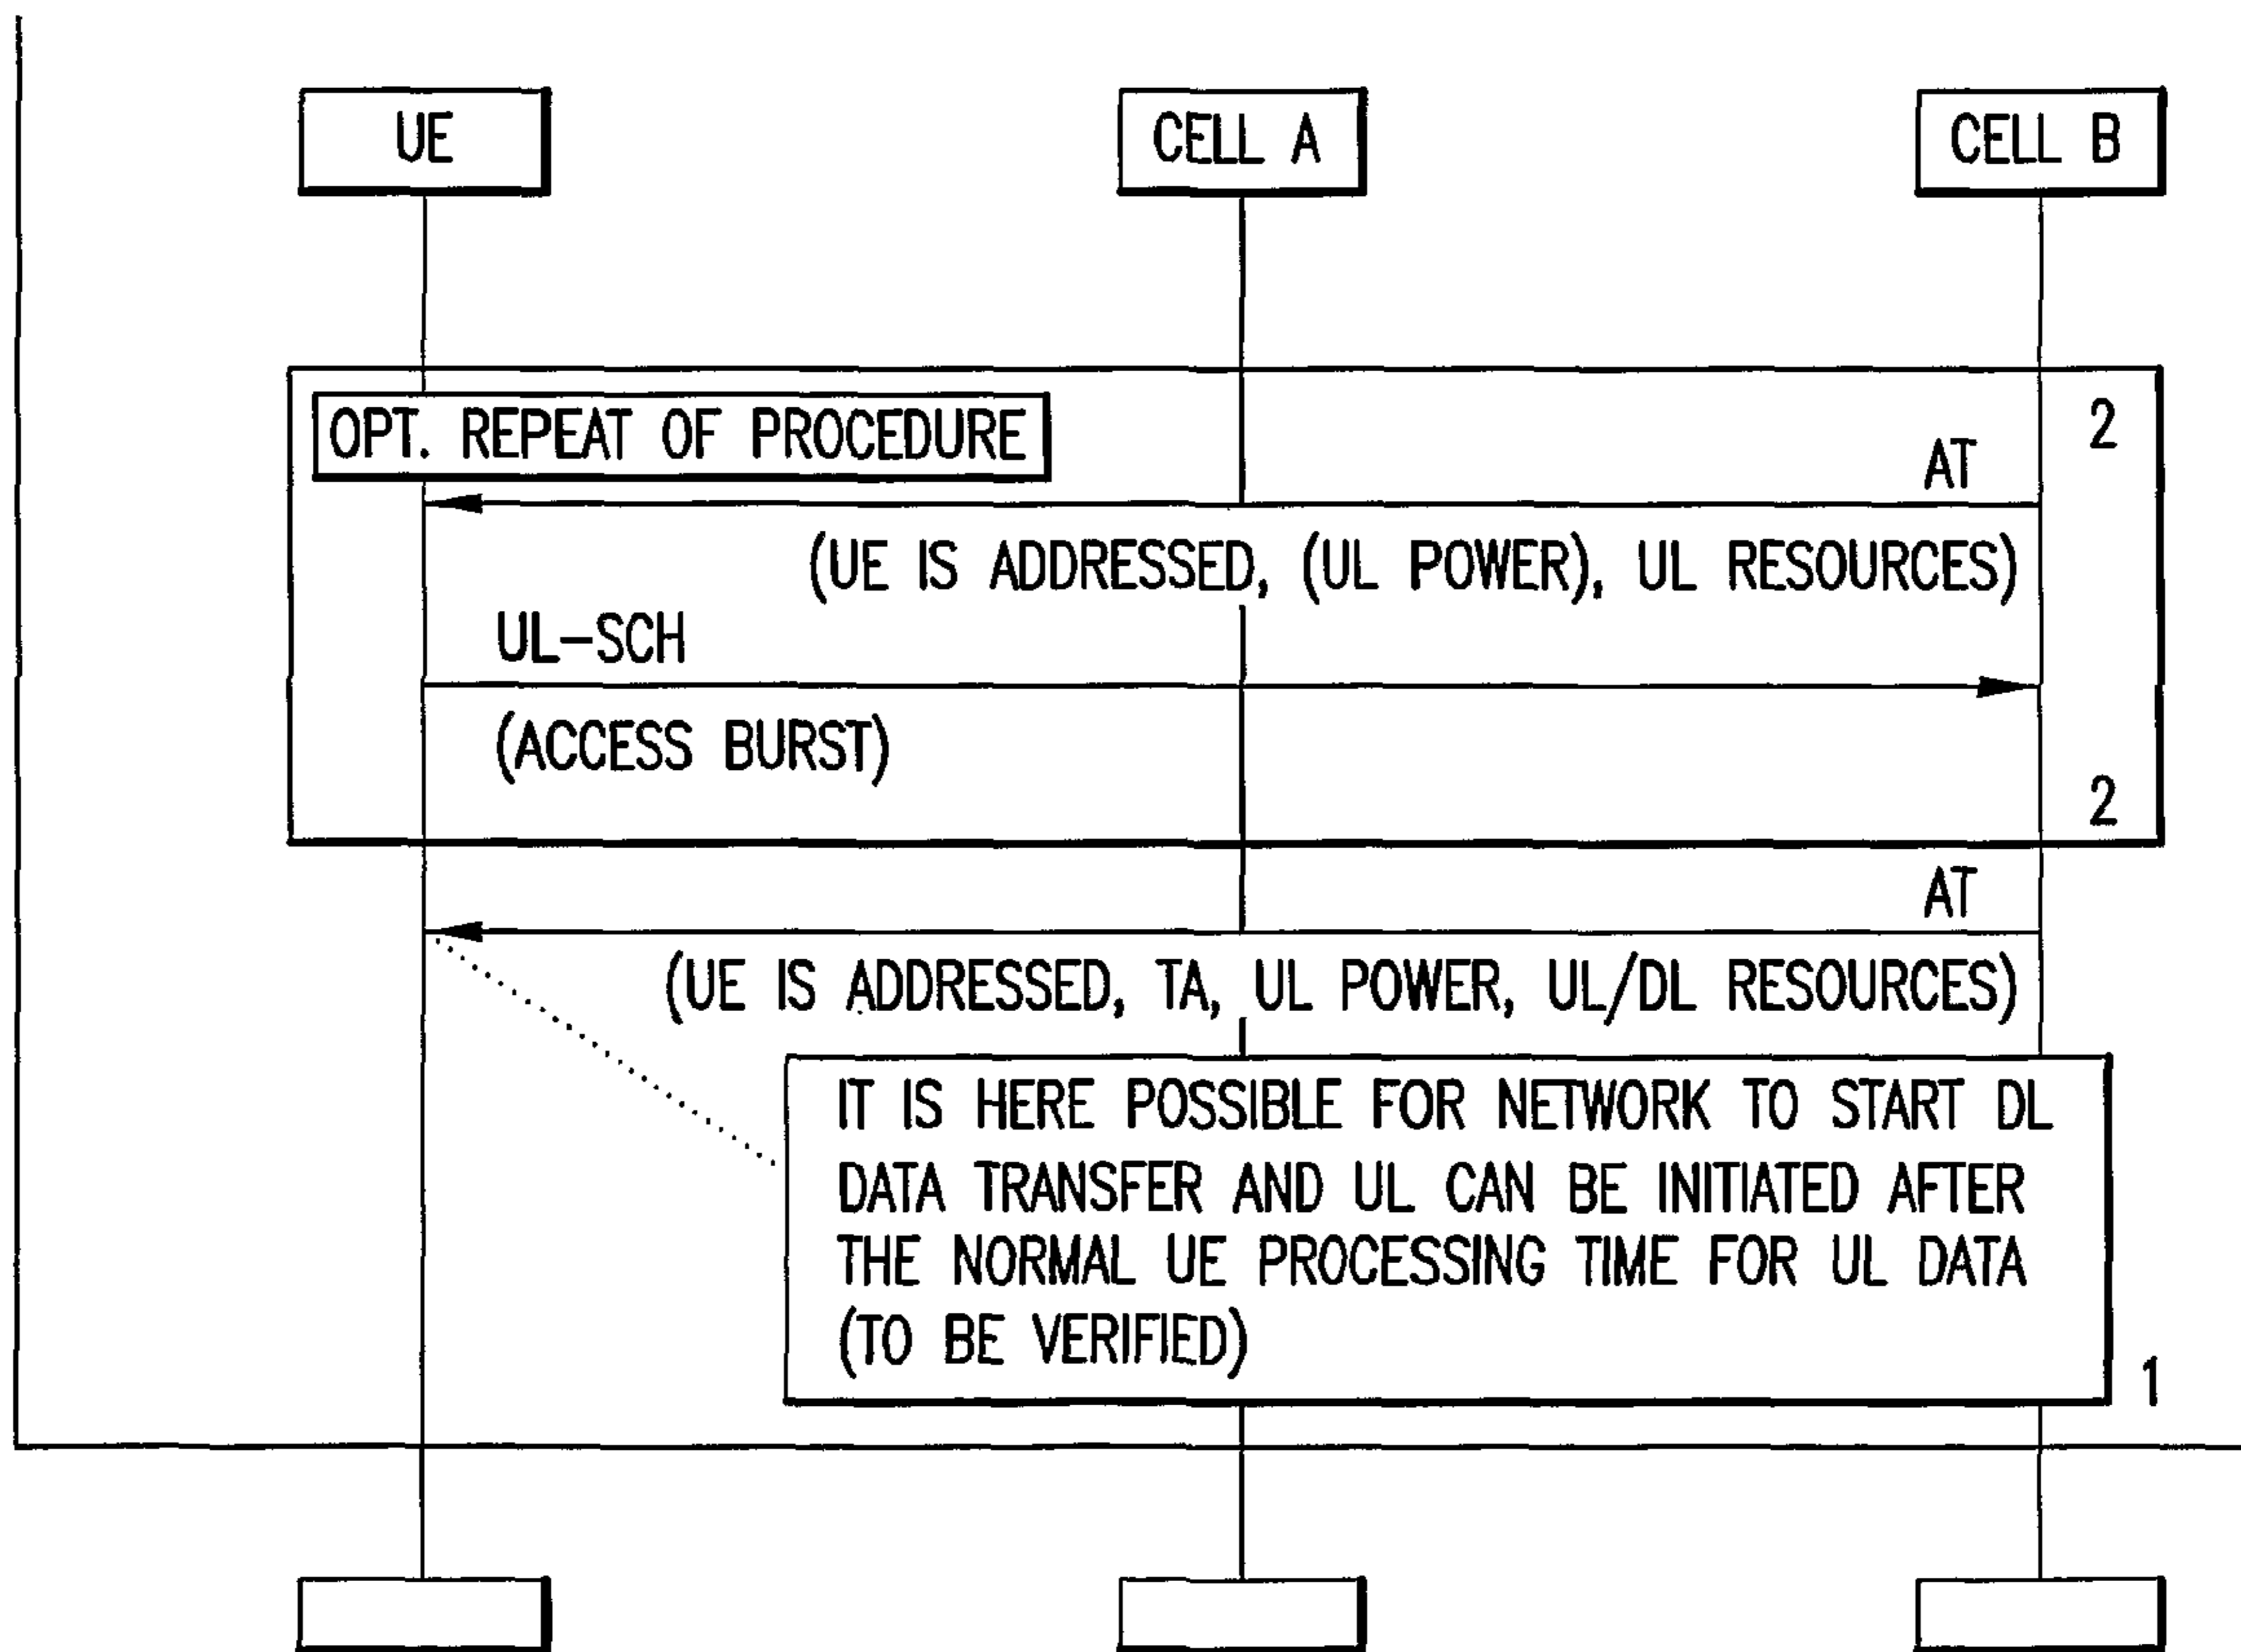 UE
CELL A
CELL B
OPT. REPEAT OF PROCEDURE
2
AT
(UE IS ADDRESSED, (UL POWER), UL RESOURCES)
UL-SCH
(ACCESS BURST)
2
AT
(UE IS ADDRESSED, TA, UL POWER, UL/DL RESOURCES)
IT IS HERE POSSIBLE FOR NETWORK TO START DL
DATA TRANSFER AND UL CAN BE INITIATED AFTER
THE NORMAL UE PROCESSING TIME FOR UL DATA
(TO BE VERIFIED)
1